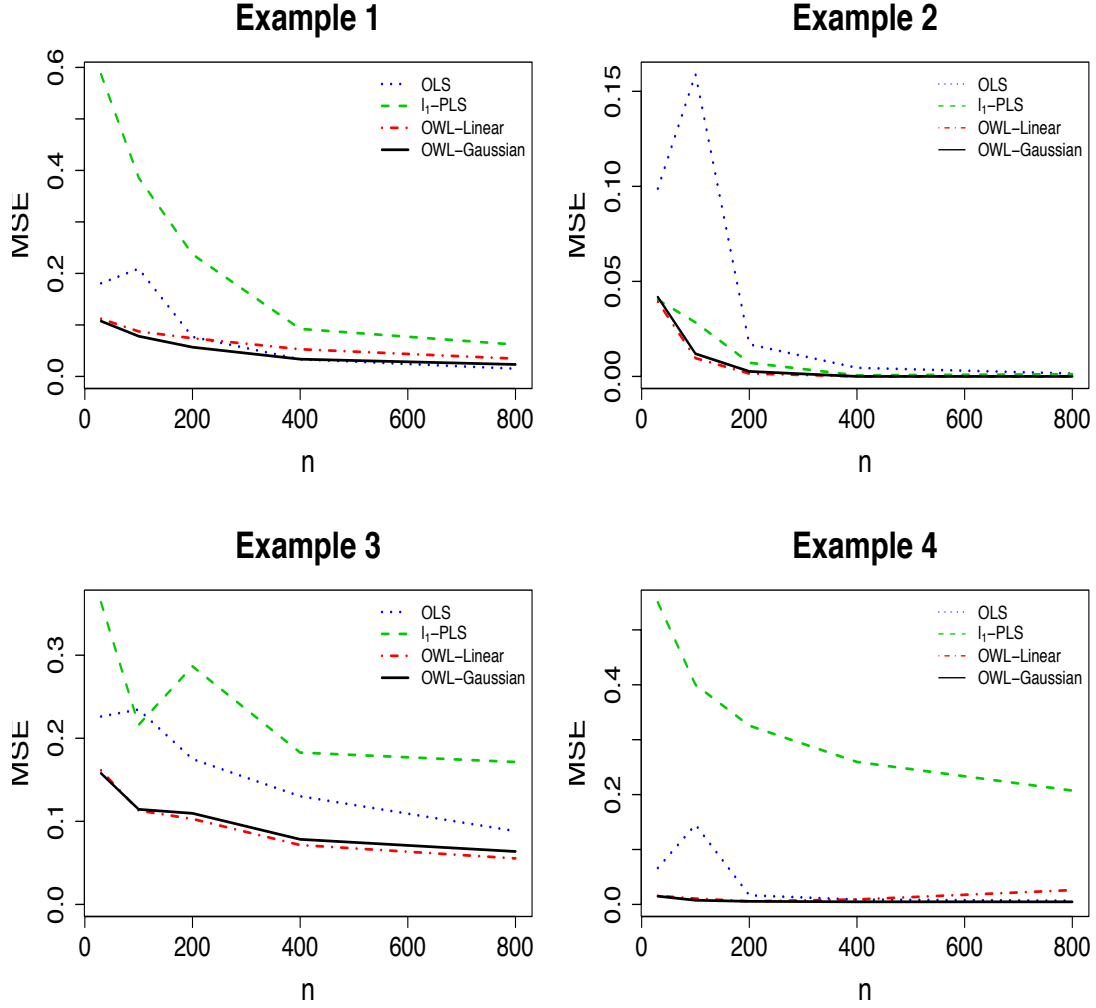 Example 1
0.0 0.2 0.4 0.6
MSE
OLS
l1-PLS
OWL-Linear
OWL-Gaussian
0 200 400 600 800
n
Example 2
0.00 0.05 0.10 0.15
MSE
OLS
l1-PLS
OWL-Linear
OWL-Gaussian
0 200 400 600 800
n
Example 3
0.0 0.1 0.2 0.3
MSE
OLS
l1-PLS
OWL-Linear
OWL-Gaussian
0 200 400 600 800
n
Example 4
0.0 0.2 0.4
MSE
OLS
l1-PLS
OWL-Linear
OWL-Gaussian
0 200 400 600 800
n